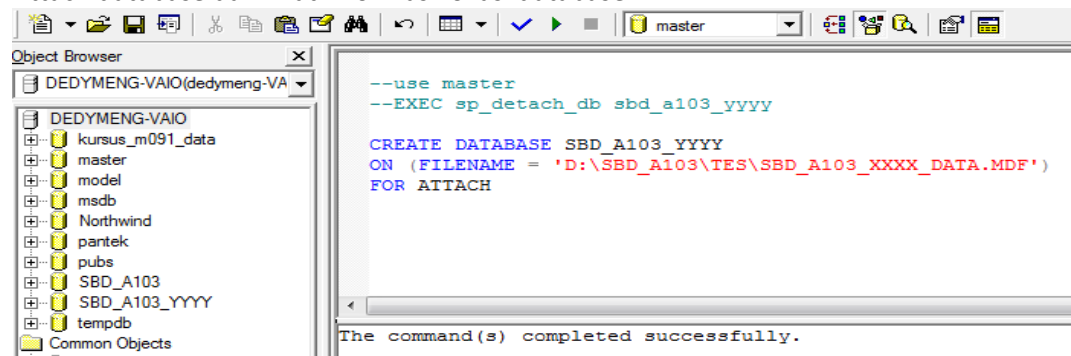 master
Object Browser
DEDYMENG-VAIO(dedymeng-VA
DEDYMENG-VAIO
kursus_m091_data
master
model
msdb
Northwind
pantek
pubs
SBD_A103
SBD_A103_YYYY
tempdb
Common Objects
--use master
--EXEC sp_detach_db sbd_a103_yyyy
CREATE DATABASE SBD_A103_YYYY
ON (FILENAME = 'D:\SBD_A103\TES\SBD_A103_XXXX_DATA.MDF')
FOR ATTACH
The command(s) completed successfully.